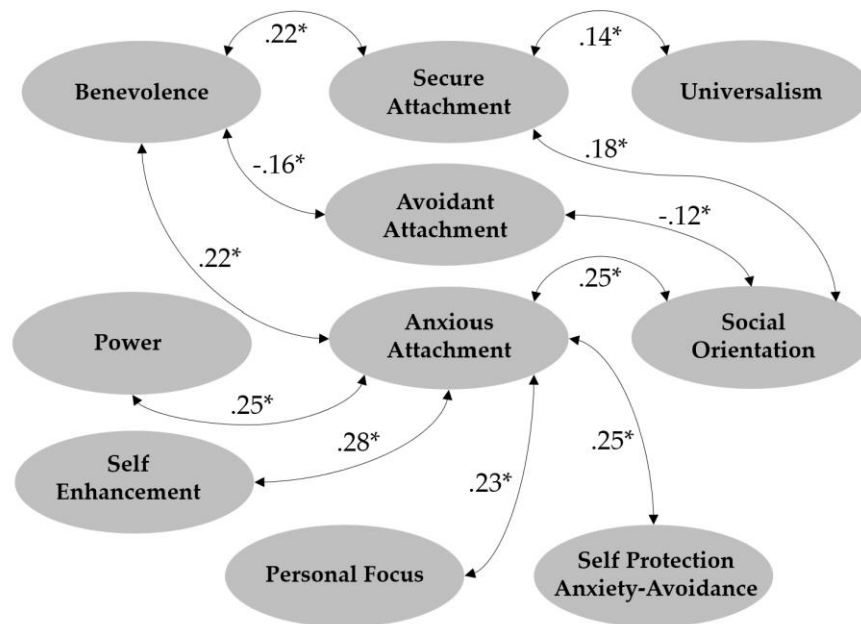 .22*
.14*
Benevolence
Secure
Attachment
Universalism
-.16*
.18*
Avoidant
Attachment
-.12*
.22*
.25*
Power
Anxious
Attachment
Social
Orientation
.25*
.28*
.25*
Self
Enhancement
.23*
Personal Focus
Self Protection
Anxiety-Avoidance